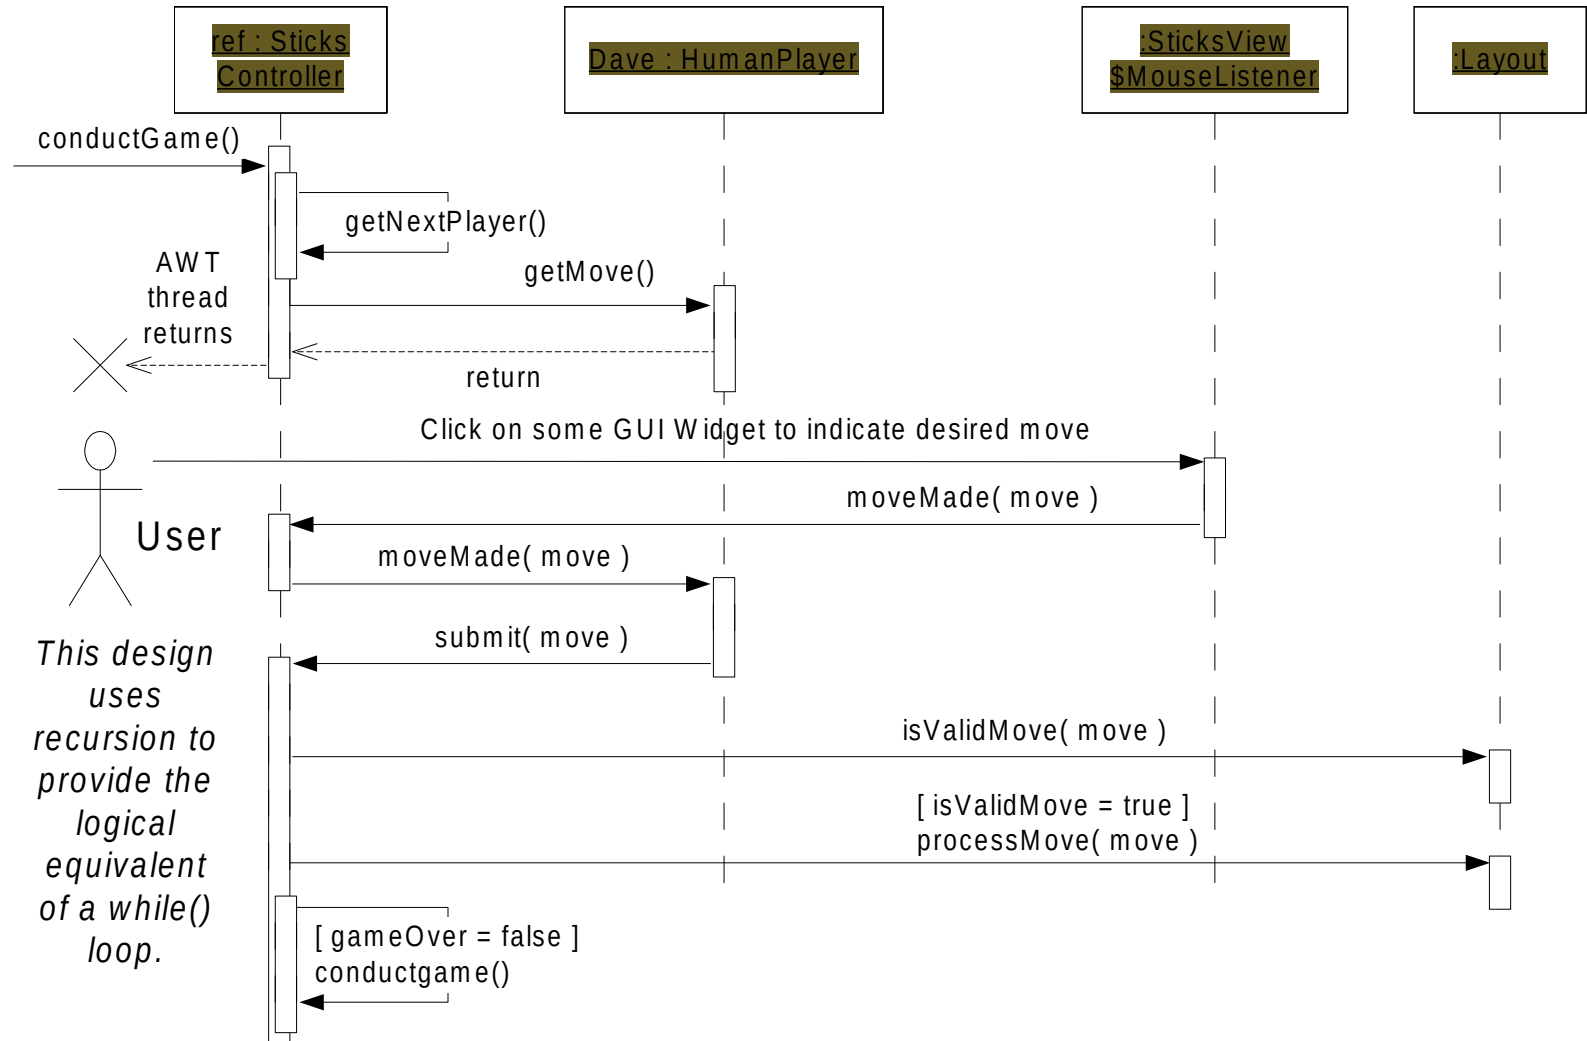 ref : Sticks
Controller
Dave : HumanPlayer
:SticksView
$MouseListener
:Layout
conductGame()
getNextPlayer()
AWT
thread
returns
getMove()
return
Click on some GUI Widget to indicate desired move
moveMade( move )
User
moveMade( move )
submit( move )
This design
uses
recursion to
provide the
logical
equivalent
of a while()
loop.
isValidMove( move )
[ isValidMove = true ]
processMove( move )
[ gameOver = false ]
conductgame()